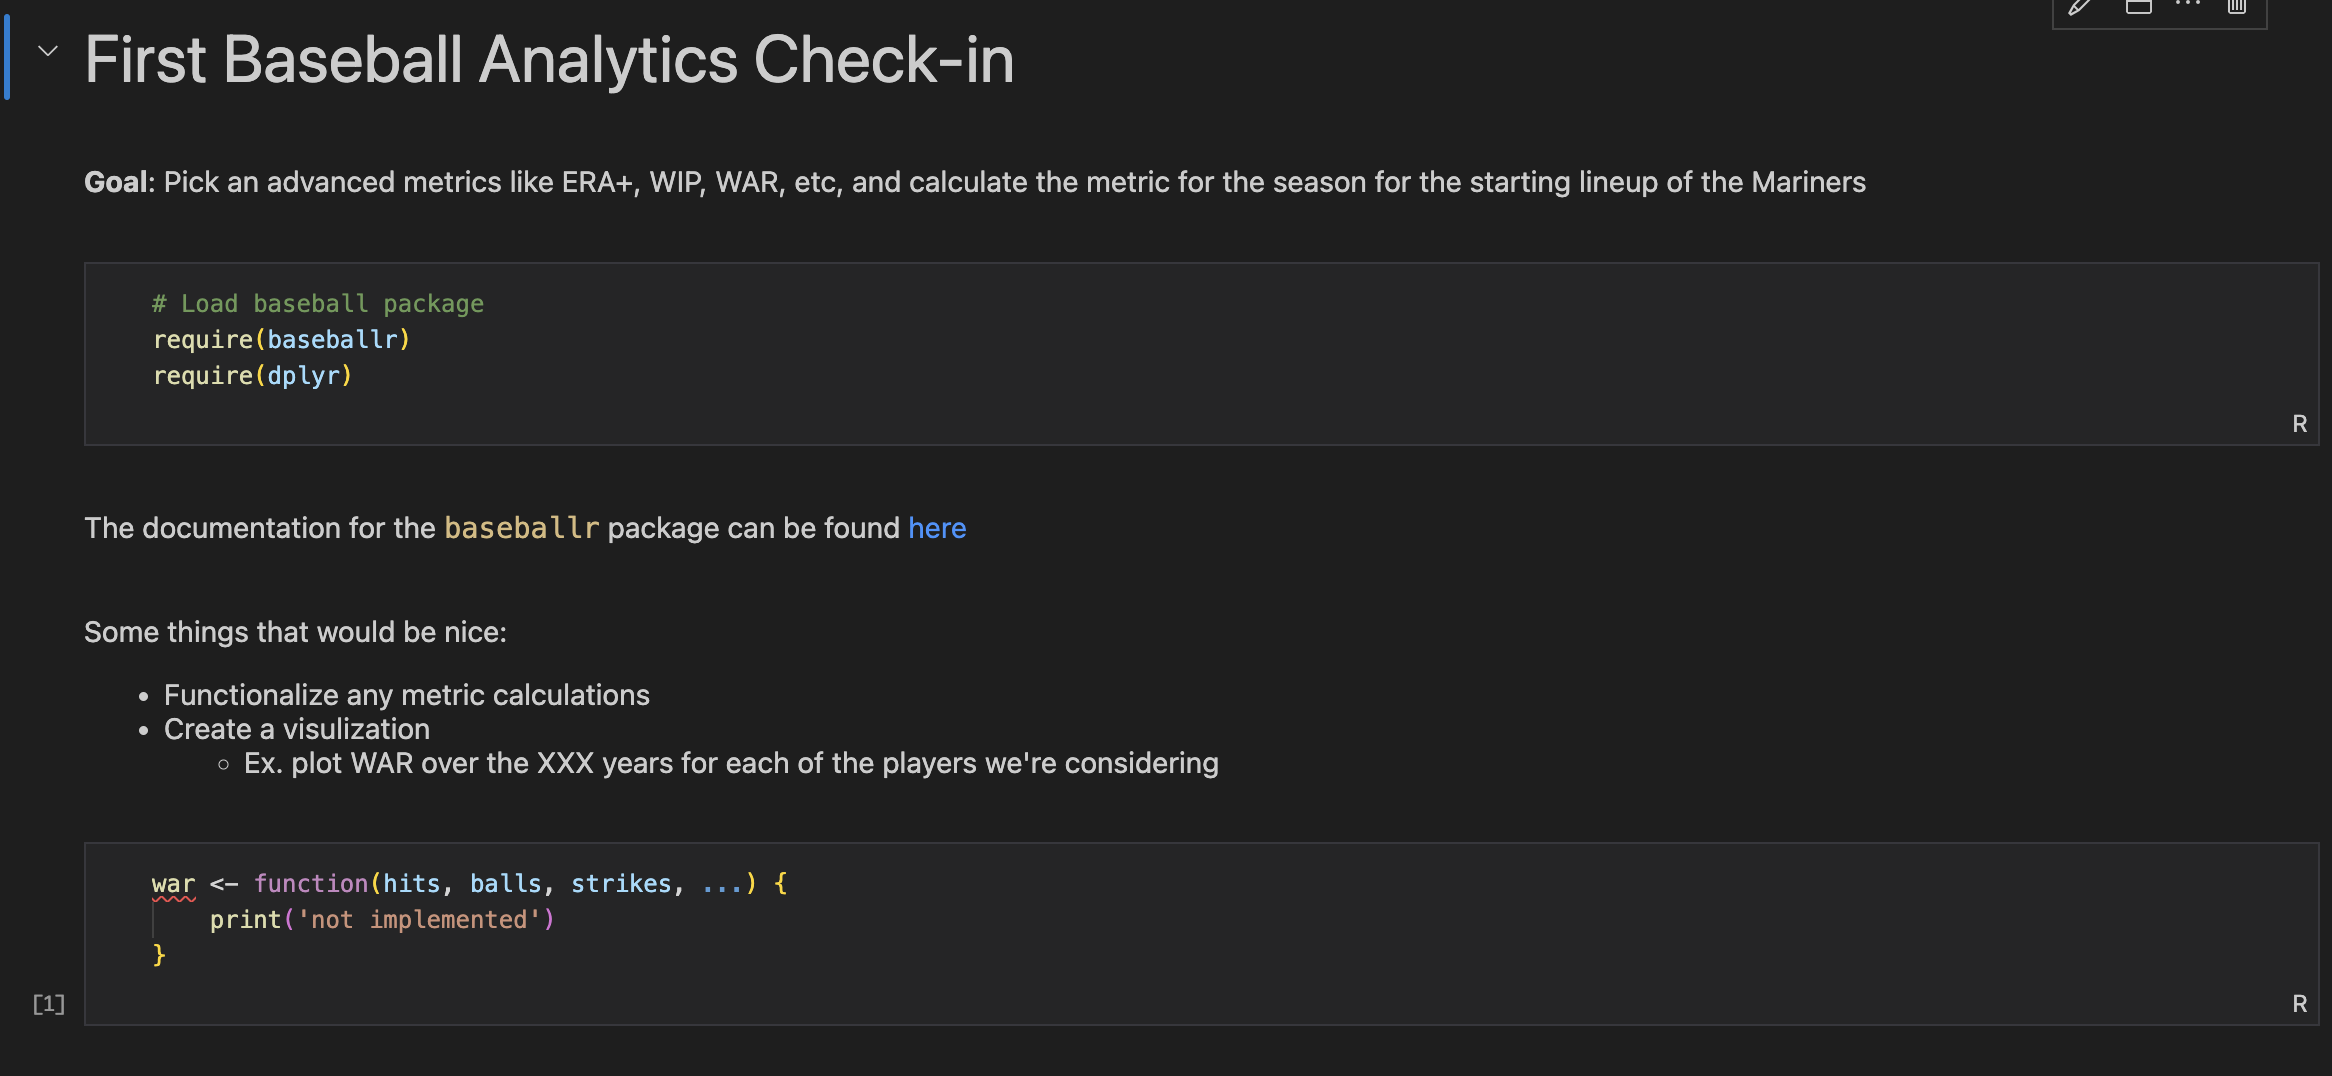 First Baseball Analytics Check-in
Goal: Pick an advanced metrics like ERA+, WIP, WAR, etc, and calculate the metric for the season for the starting lineup of the Mariners
# Load baseball package
require(baseballr)
require(dplyr)
R
The documentation for the baseballr package can be found here
Some things that would be nice:
• Functionalize any metric calculations
• Create a visulization
◦ Ex. plot WAR over the XXX years for each of the players we're considering
war <- function(hits, balls, strikes, ...) {
    print('not implemented')
}
[1]
R